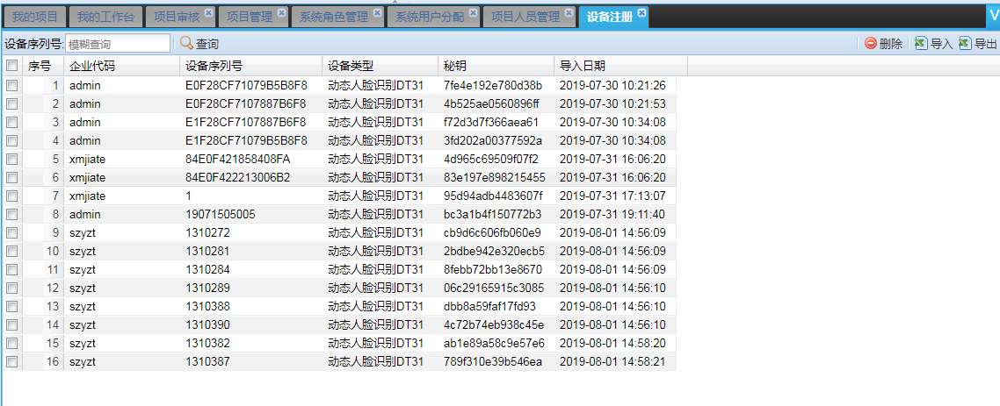 我的项目 我的工作台 项目审核 项目管理 系统角色管理 系统用户分配 项目人员管理 设备注册 V
设备序列号: 模糊查询 查询 删除 导入 导出
序号 企业代码 设备序列号 设备类型 秘钥 导入日期
1 admin E0F28CF71079B5B8F8 动态人脸识别DT31 7fe4e192e780d38b 2019-07-30 10:21:26
2 admin E0F28CF7107887B6F8 动态人脸识别DT31 4b525ae0560896ff 2019-07-30 10:21:53
3 admin E1F28CF7107887B6F8 动态人脸识别DT31 f72d3d7f366aea61 2019-07-30 10:34:08
4 admin E1F28CF71079B5B8F8 动态人脸识别DT31 3fd202a00377592a 2019-07-30 10:34:08
5 xmjiate 84E0F421858408FA 动态人脸识别DT31 4d965c69509f07f2 2019-07-31 16:06:20
6 xmjiate 84E0F422213006B2 动态人脸识别DT31 83e197e898215455 2019-07-31 16:06:20
7 xmjiate 1 动态人脸识别DT31 95d94adb4483607f 2019-07-31 17:13:07
8 admin 19071505005 动态人脸识别DT31 bc3a1b4f150772b3 2019-07-31 19:11:40
9 szyzt 1310272 动态人脸识别DT31 cb9d6c606fb060e9 2019-08-01 14:56:09
10 szyzt 1310281 动态人脸识别DT31 2bdbe942e320ecb5 2019-08-01 14:56:09
11 szyzt 1310284 动态人脸识别DT31 8febb72bb13e8670 2019-08-01 14:56:09
12 szyzt 1310289 动态人脸识别DT31 06c29165915c3085 2019-08-01 14:56:10
13 szyzt 1310388 动态人脸识别DT31 dbb8a59faf17fd93 2019-08-01 14:56:10
14 szyzt 1310390 动态人脸识别DT31 4c72b74eb938c45e 2019-08-01 14:56:10
15 szyzt 1310382 动态人脸识别DT31 ab1e89a58c9e57e6 2019-08-01 14:58:20
16 szyzt 1310387 动态人脸识别DT31 789f310e39b546ea 2019-08-01 14:58:21